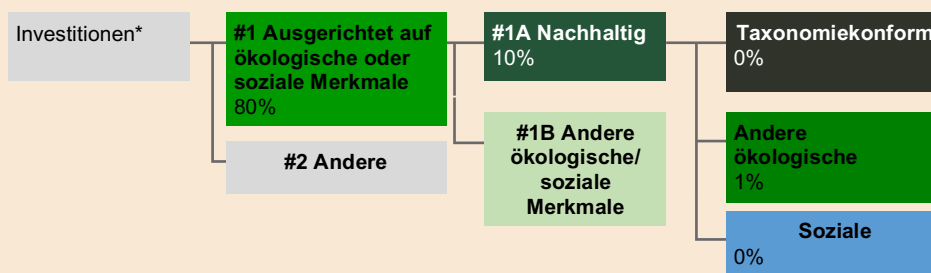 Investitionen*
#1 Ausgerichtet auf
ökologische oder
soziale Merkmale
80%
#2 Andere
#1A Nachhaltig
10%
#1B Andere
ökologische/
soziale
Merkmale
Taxonomiekonform
0%
Andere
ökologische
1%
Soziale
0%